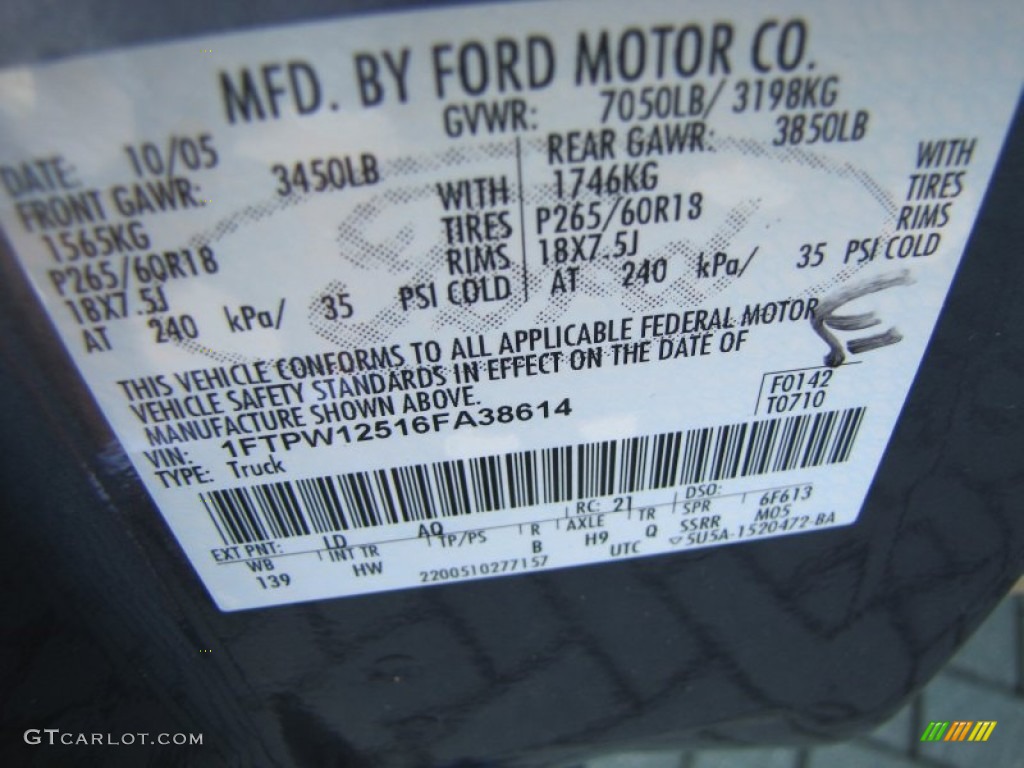 MFD. BY FORD MOTOR CO.
DATE: 10/05 GVWR: 7050LB/ 3198KG
FRONT GAWR: 3450LB REAR GAWR: 3850LB
1565KG WITH 1746KG WITH
P265/60R18 TIRES P265/60R18 TIRES
18X7.5J RIMS 18X7.5J RIMS
AT 240 kPa/ 35 PSI COLD AT 240 kPa/ 35 PSI COLD
THIS VEHICLE CONFORMS TO ALL APPLICABLE FEDERAL MOTOR
VEHICLE SAFETY STANDARDS IN EFFECT ON THE DATE OF
MANUFACTURE SHOWN ABOVE.
VIN: 1FTPW12516FA38614 F0142
TYPE: Truck T0710
EXT PNT: LD AQ RC: 21 DSO:
WB INT TR TP/PS R AXLE TR SPR 6F613
139 HW B H9 Q SSRR M05
2200510277157 UTC 5U5A-1520472-BA
GTCARLOT.COM